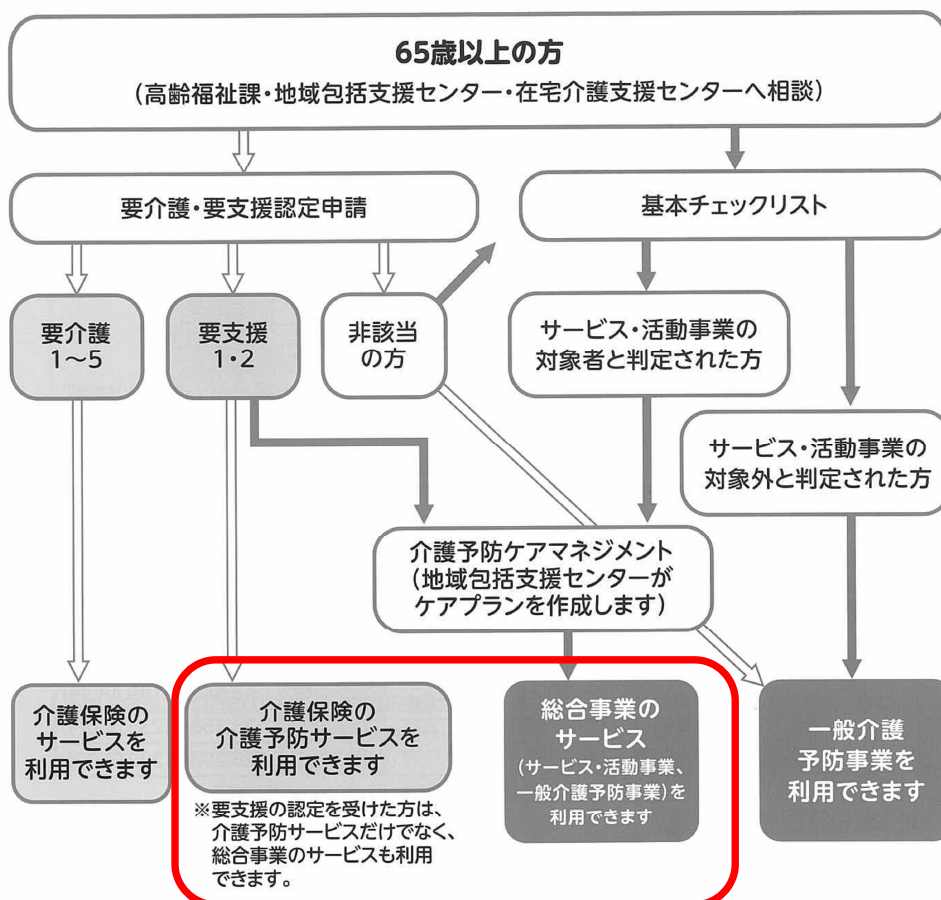 65歳以上の方
(高齢福祉課・地域包括支援センター・在宅介護支援センターへ相談)
要介護・要支援認定申請
基本チェックリスト
要介護
1～5
要支援
1・2
非該当
の方
サービス・活動事業の
対象者と判定された方
サービス・活動事業の
対象外と判定された方
介護予防ケアマネジメント
(地域包括支援センターが
ケアプランを作成します)
介護保険の
サービスを
利用できます
介護保険の
介護予防サービスを
利用できます
※要支援の認定を受けた方は、
介護予防サービスだけでなく、
総合事業のサービスも利用
できます。
総合事業の
サービス
(サービス・活動事業、
一般介護予防事業)を
利用できます
一般介護
予防事業を
利用できます